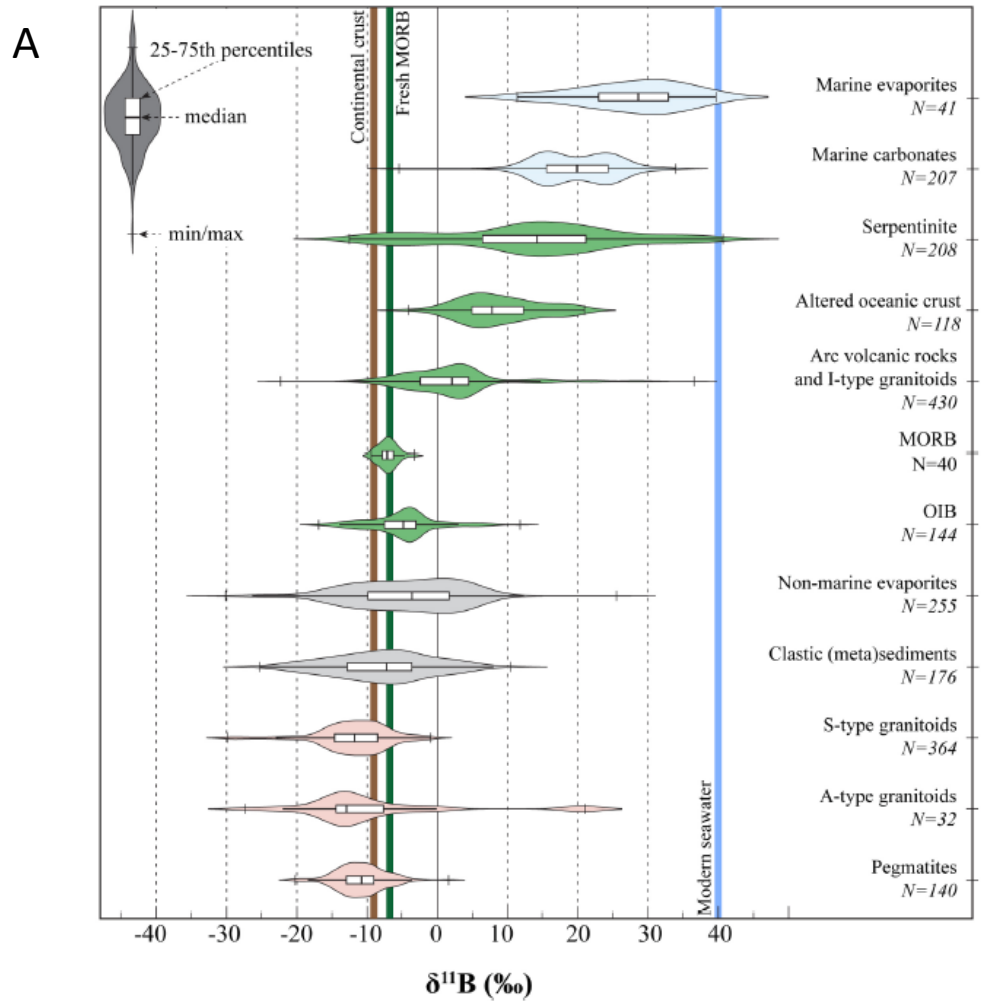 A
25-75th percentiles
median
min/max
Continental crust
Fresh MORB
Marine evaporites
N=41
Marine carbonates
N=207
Serpentinite
N=208
Altered oceanic crust
N=118
Arc volcanic rocks
and I-type granitoids
N=430
MORB
N=40
OIB
N=144
Non-marine evaporites
N=255
Clastic (meta)sediments
N=176
S-type granitoids
N=364
A-type granitoids
N=32
Pegmatites
N=140
Modern seawater
-40 -30 -20 -10 0 10 20 30 40
δ¹¹B (‰)